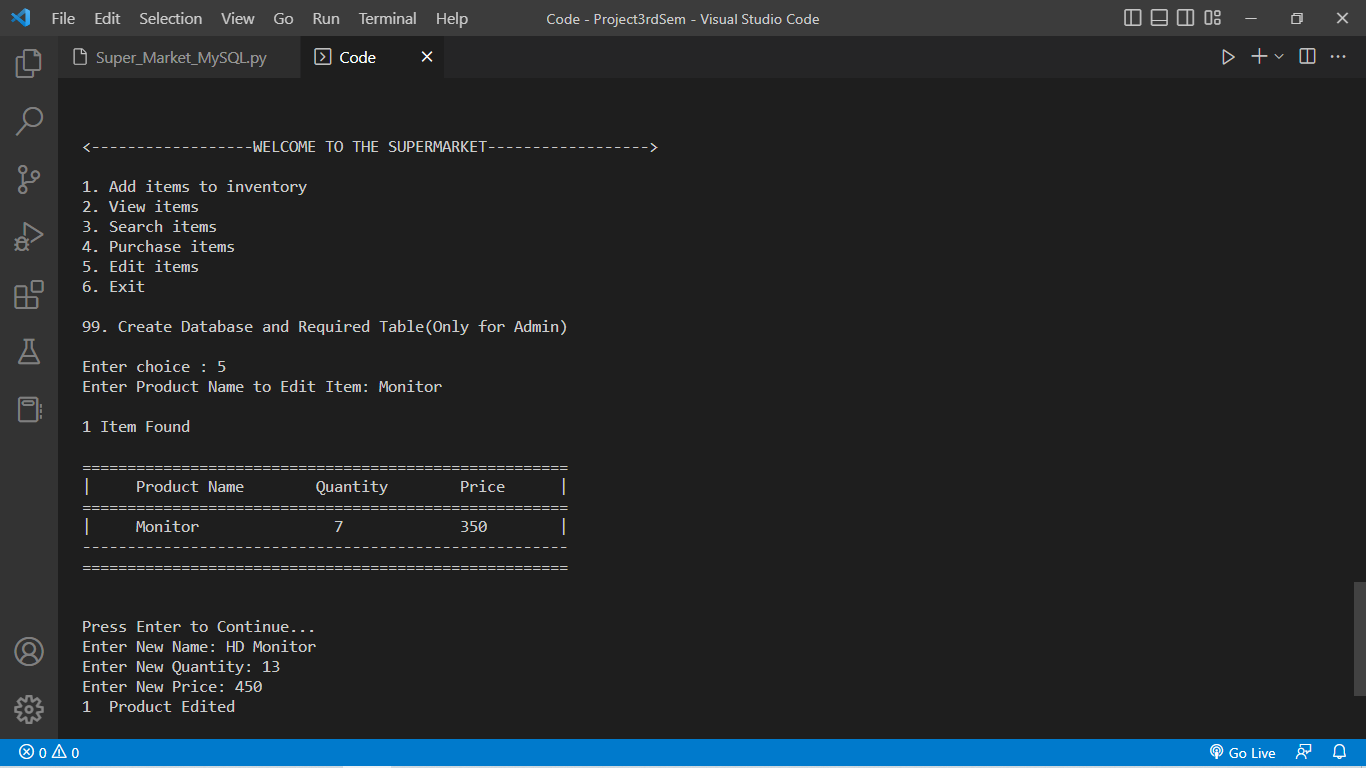 File Edit Selection View Go Run Terminal Help Code - Project3rdSem - Visual Studio Code
Super_Market_MySQL.py Code
<------------------WELCOME TO THE SUPERMARKET------------------>
1. Add items to inventory
2. View items
3. Search items
4. Purchase items
5. Edit items
6. Exit
99. Create Database and Required Table(Only for Admin)
Enter choice : 5
Enter Product Name to Edit Item: Monitor
1 Item Found
======================================================
|     Product Name        Quantity        Price      |
======================================================
|     Monitor               7             350        |
------------------------------------------------------
======================================================
Press Enter to Continue...
Enter New Name: HD Monitor
Enter New Quantity: 13
Enter New Price: 450
1  Product Edited
0 0 Go Live